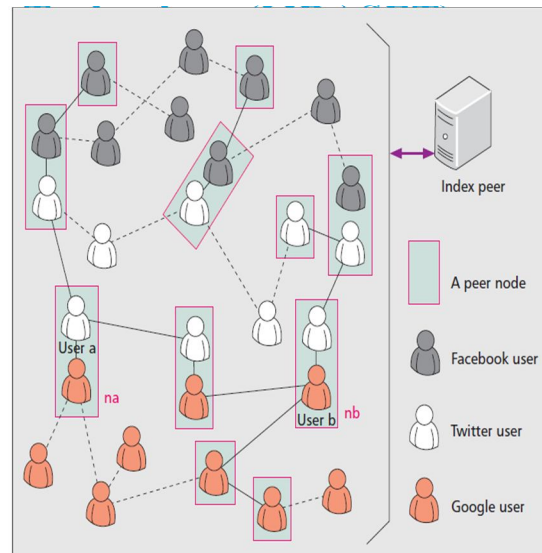 Index peer
A peer node
Facebook user
User a
na
User b
nb
Twitter user
Google user